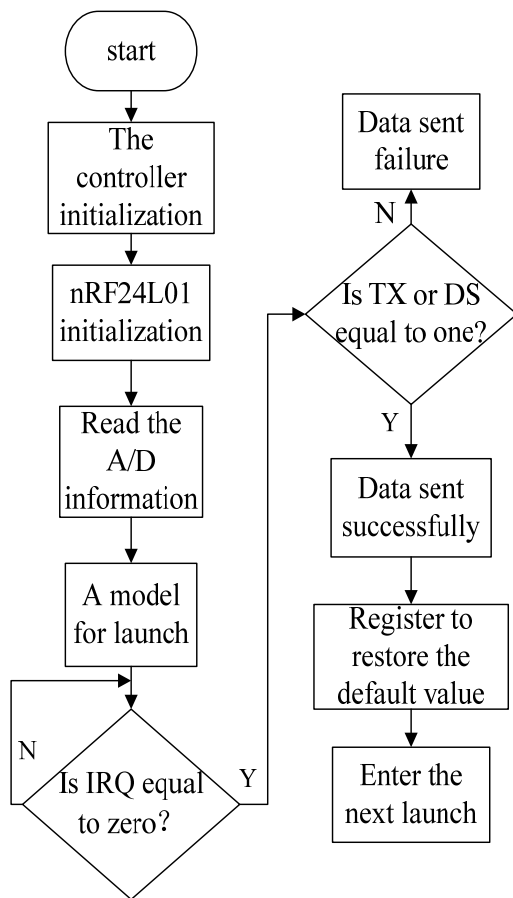 start
The
controller
initialization
nRF24L01
initialization
Read the
A/D
information
A model
for launch
N
Is IRQ equal
to zero?
Y
Data sent
failure
N
Is TX or DS
equal to one?
Y
Data sent
successfully
Register to
restore the
default value
Enter the
next launch